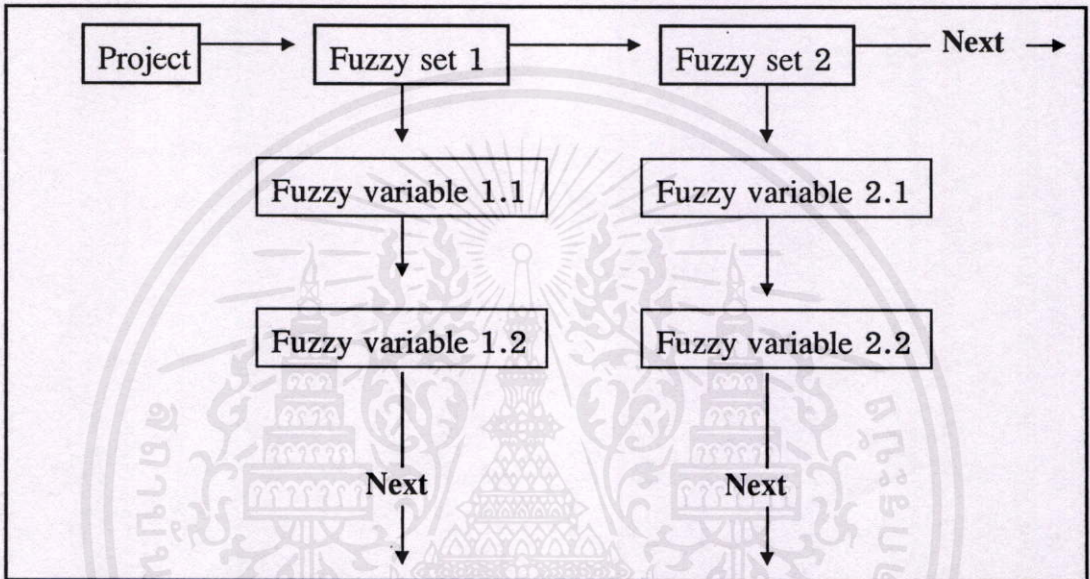 Project
Fuzzy set 1
Fuzzy set 2
Next
Fuzzy variable 1.1
Fuzzy variable 2.1
Fuzzy variable 1.2
Fuzzy variable 2.2
Next
Next